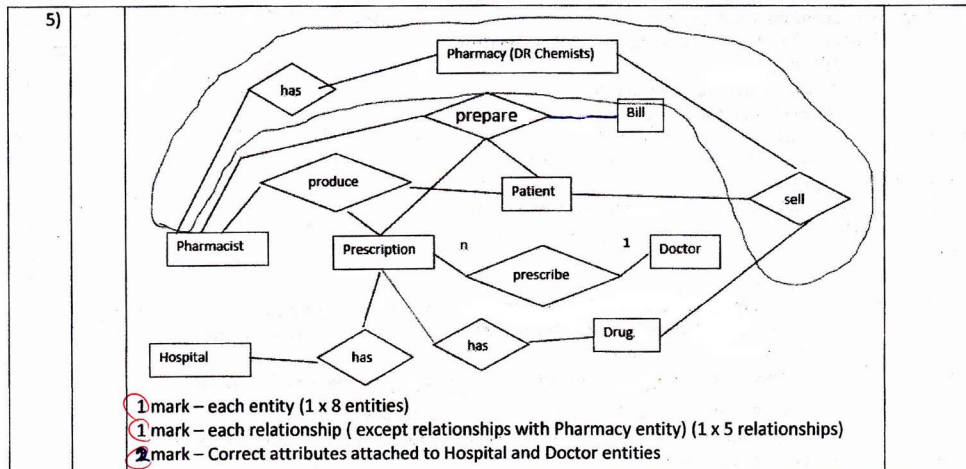 5)
Pharmacy (DR Chemists)
has
prepare
Bill
produce
Patient
sell
Pharmacist
Prescription
n
1
Doctor
prescribe
Hospital
has
has
Drug.
1 mark – each entity (1 x 8 entities)
1 mark – each relationship ( except relationships with Pharmacy entity) (1 x 5 relationships)
2 mark – Correct attributes attached to Hospital and Doctor entities